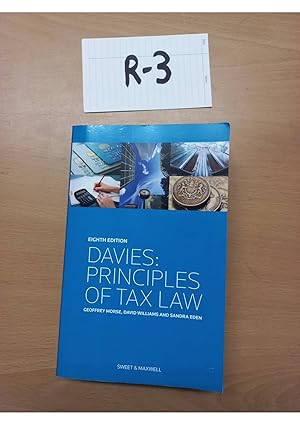 R-3
EIGHTH EDITION
DAVIES:
PRINCIPLES
OF TAX LAW
GEOFFREY MORSE, DAVID WILLIAMS AND SANDRA EDEN
SWEET & MAXWELL